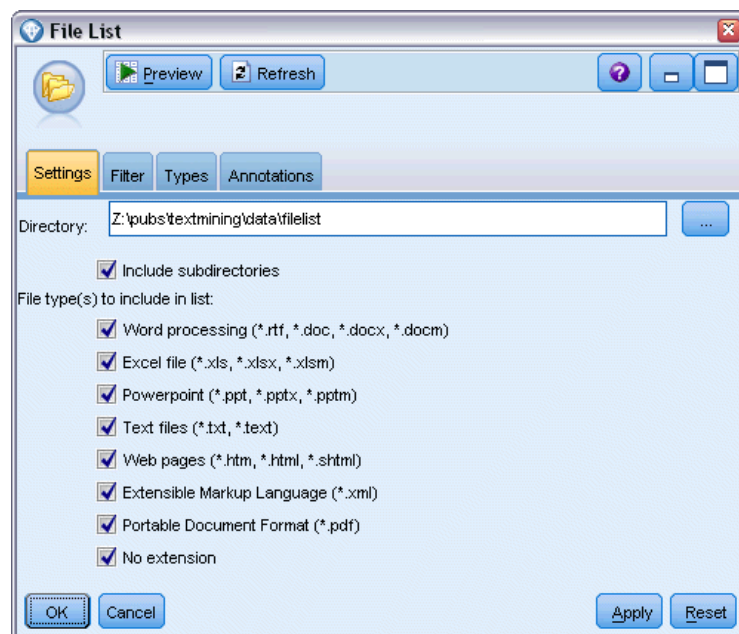 File List
Preview Refresh ?
Settings Filter Types Annotations
Directory: Z:\pubs\textmining\data\filelist ...
Include subdirectories
File type(s) to include in list:
Word processing (*.rtf, *.doc, *.docx, *.docm)
Excel file (*.xls, *.xlsx, *.xlsm)
Powerpoint (*.ppt, *.pptx, *.pptm)
Text files (*.txt, *.text)
Web pages (*.htm, *.html, *.shtml)
Extensible Markup Language (*.xml)
Portable Document Format (*.pdf)
No extension
OK Cancel Apply Reset